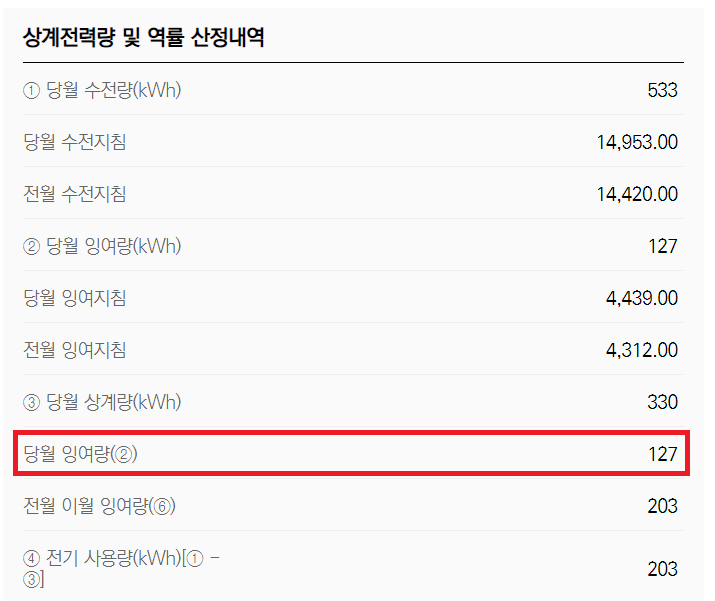 상계전력량 및 역률 산정내역
① 당월 수전량(kWh) 533
당월 수전지침 14,953.00
전월 수전지침 14,420.00
② 당월 잉여량(kWh) 127
당월 잉여지침 4,439.00
전월 잉여지침 4,312.00
③ 당월 상계량(kWh) 330
당월 잉여량(②) 127
전월 이월 잉여량(⑥) 203
④ 전기 사용량(kWh)[① -
③] 203